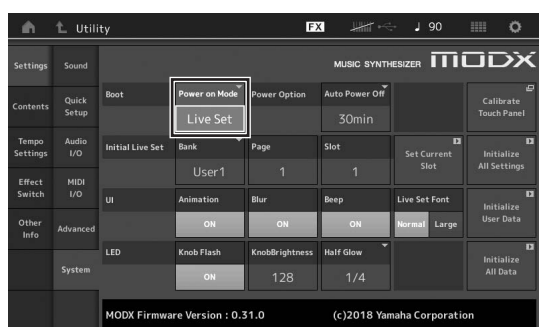 Utility
FX
♩ 90
Settings
Sound
MUSIC SYNTHESIZER MODX
Contents
Quick Setup
Boot
Power on Mode
Live Set
Power Option
Auto Power Off
30min
Calibrate Touch Panel
Tempo Settings
Audio I/O
Initial Live Set
Bank
User1
Page
1
Slot
1
Set Current Slot
Initialize All Settings
Effect Switch
MIDI I/O
UI
Animation
ON
Blur
ON
Beep
ON
Live Set Font
Normal Large
Initialize User Data
Other Info
Advanced
LED
Knob Flash
ON
KnobBrightness
128
Half Glow
1/4
Initialize All Data
System
MODX Firmware Version : 0.31.0 (c)2018 Yamaha Corporation